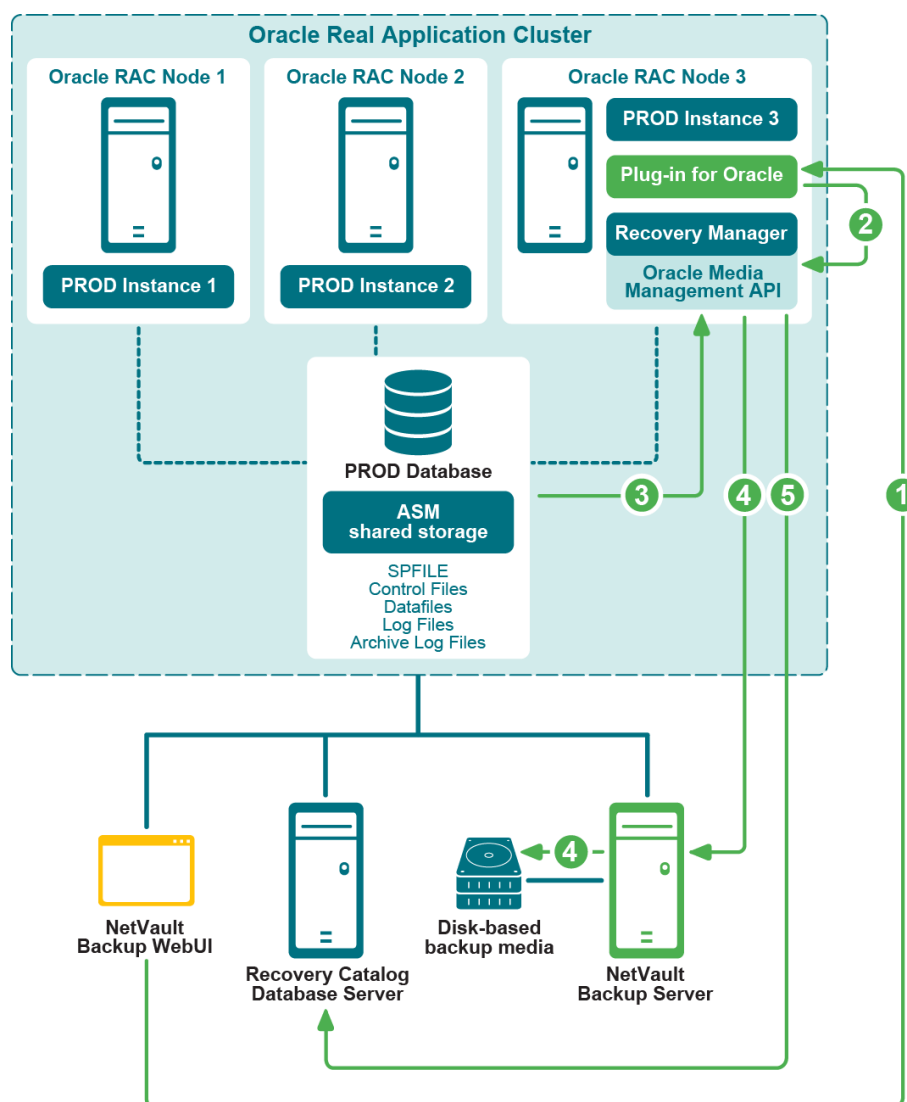 Oracle Real Application Cluster
Oracle RAC Node 1
PROD Instance 1
Oracle RAC Node 2
PROD Instance 2
Oracle RAC Node 3
PROD Instance 3
Plug-in for Oracle
Recovery Manager
Oracle Media
Management API
2
PROD Database
ASM
shared storage
SPFILE
Control Files
Datafiles
Log Files
Archive Log Files
3
4
5
1
NetVault
Backup WebUI
Recovery Catalog
Database Server
4
Disk-based
backup media
NetVault
Backup Server